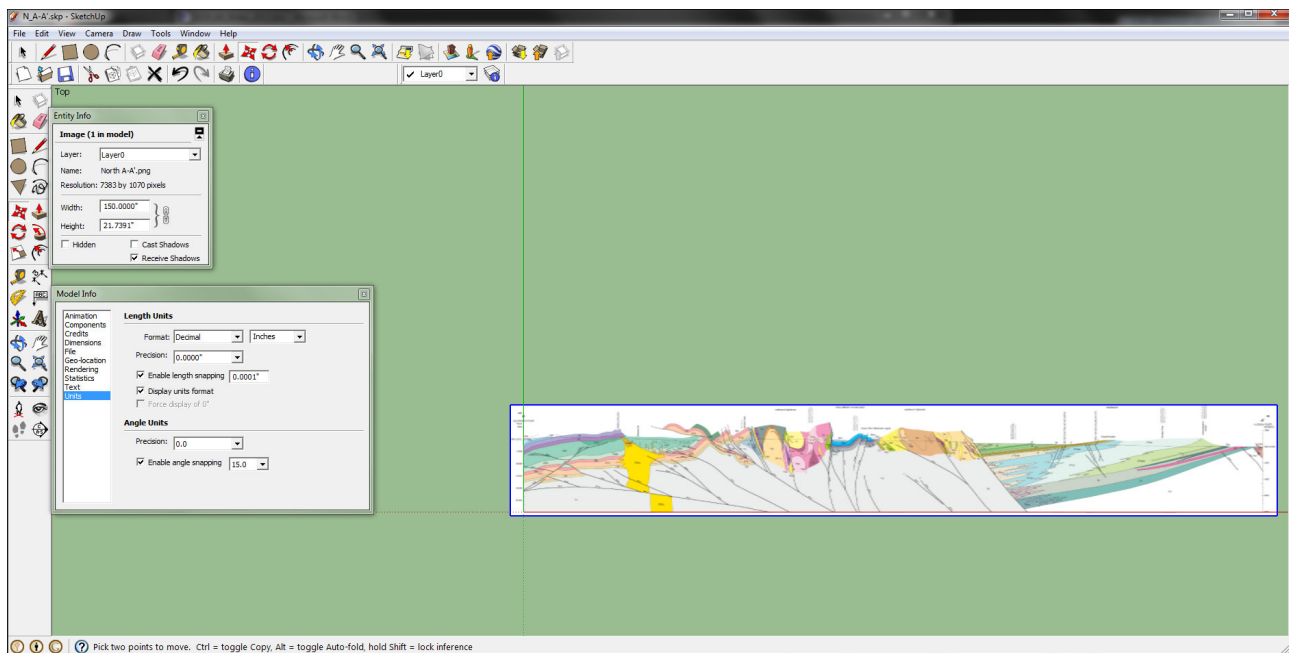 N_A-A'.skp - SketchUp
File Edit View Camera Draw Tools Window Help
Layer0
Top
Entity Info
Image (1 in model)
Layer: Layer0
Name: North A-A'.png
Resolution: 7383 by 1070 pixels
Width: 150.0000"
Height: 21.7391"
Hidden Cast Shadows
Receive Shadows
Model Info
Animation
Components
Credits
Dimensions
File
Geo-location
Rendering
Statistics
Text
Units
Length Units
Format: Decimal Inches
Precision: 0.0000"
Enable length snapping 0.0001"
Display units format
Force display of 0"
Angle Units
Precision: 0.0
Enable angle snapping 15.0
Pick two points to move. Ctrl = toggle Copy, Alt = toggle Auto-fold, hold Shift = lock inference